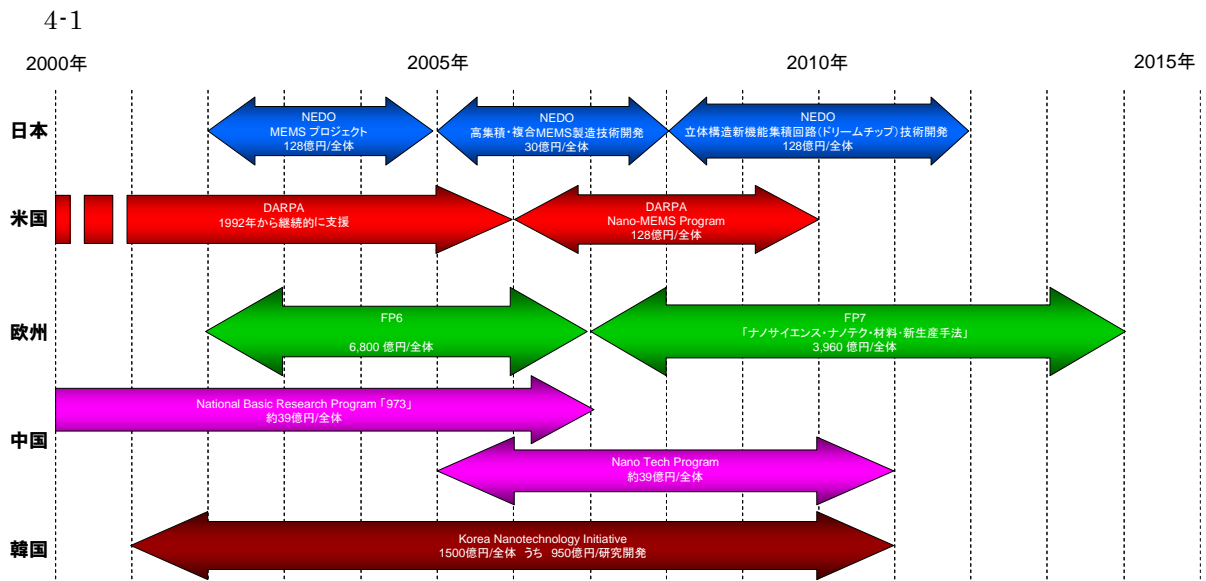 4-1
2000年 2005年 2010年 2015年
日本
NEDO
MEMS プロジェクト
128億円/全体
NEDO
高集積・複合MEMS製造技術開発
30億円/全体
NEDO
立体構造新機能集積回路(ドリームチップ)技術開発
128億円/全体
米国
DARPA
1992年から継続的に支援
DARPA
Nano-MEMS Program
128億円/全体
欧州
FP6
6,800 億円/全体
FP7
「ナノサイエンス・ナノテク・材料・新生産手法」
3,960 億円/全体
中国
National Basic Research Program「973」
約39億円/全体
Nano Tech Program
約39億円/全体
韓国
Korea Nanotechnology Initiative
1500億円/全体 うち 950億円/研究開発